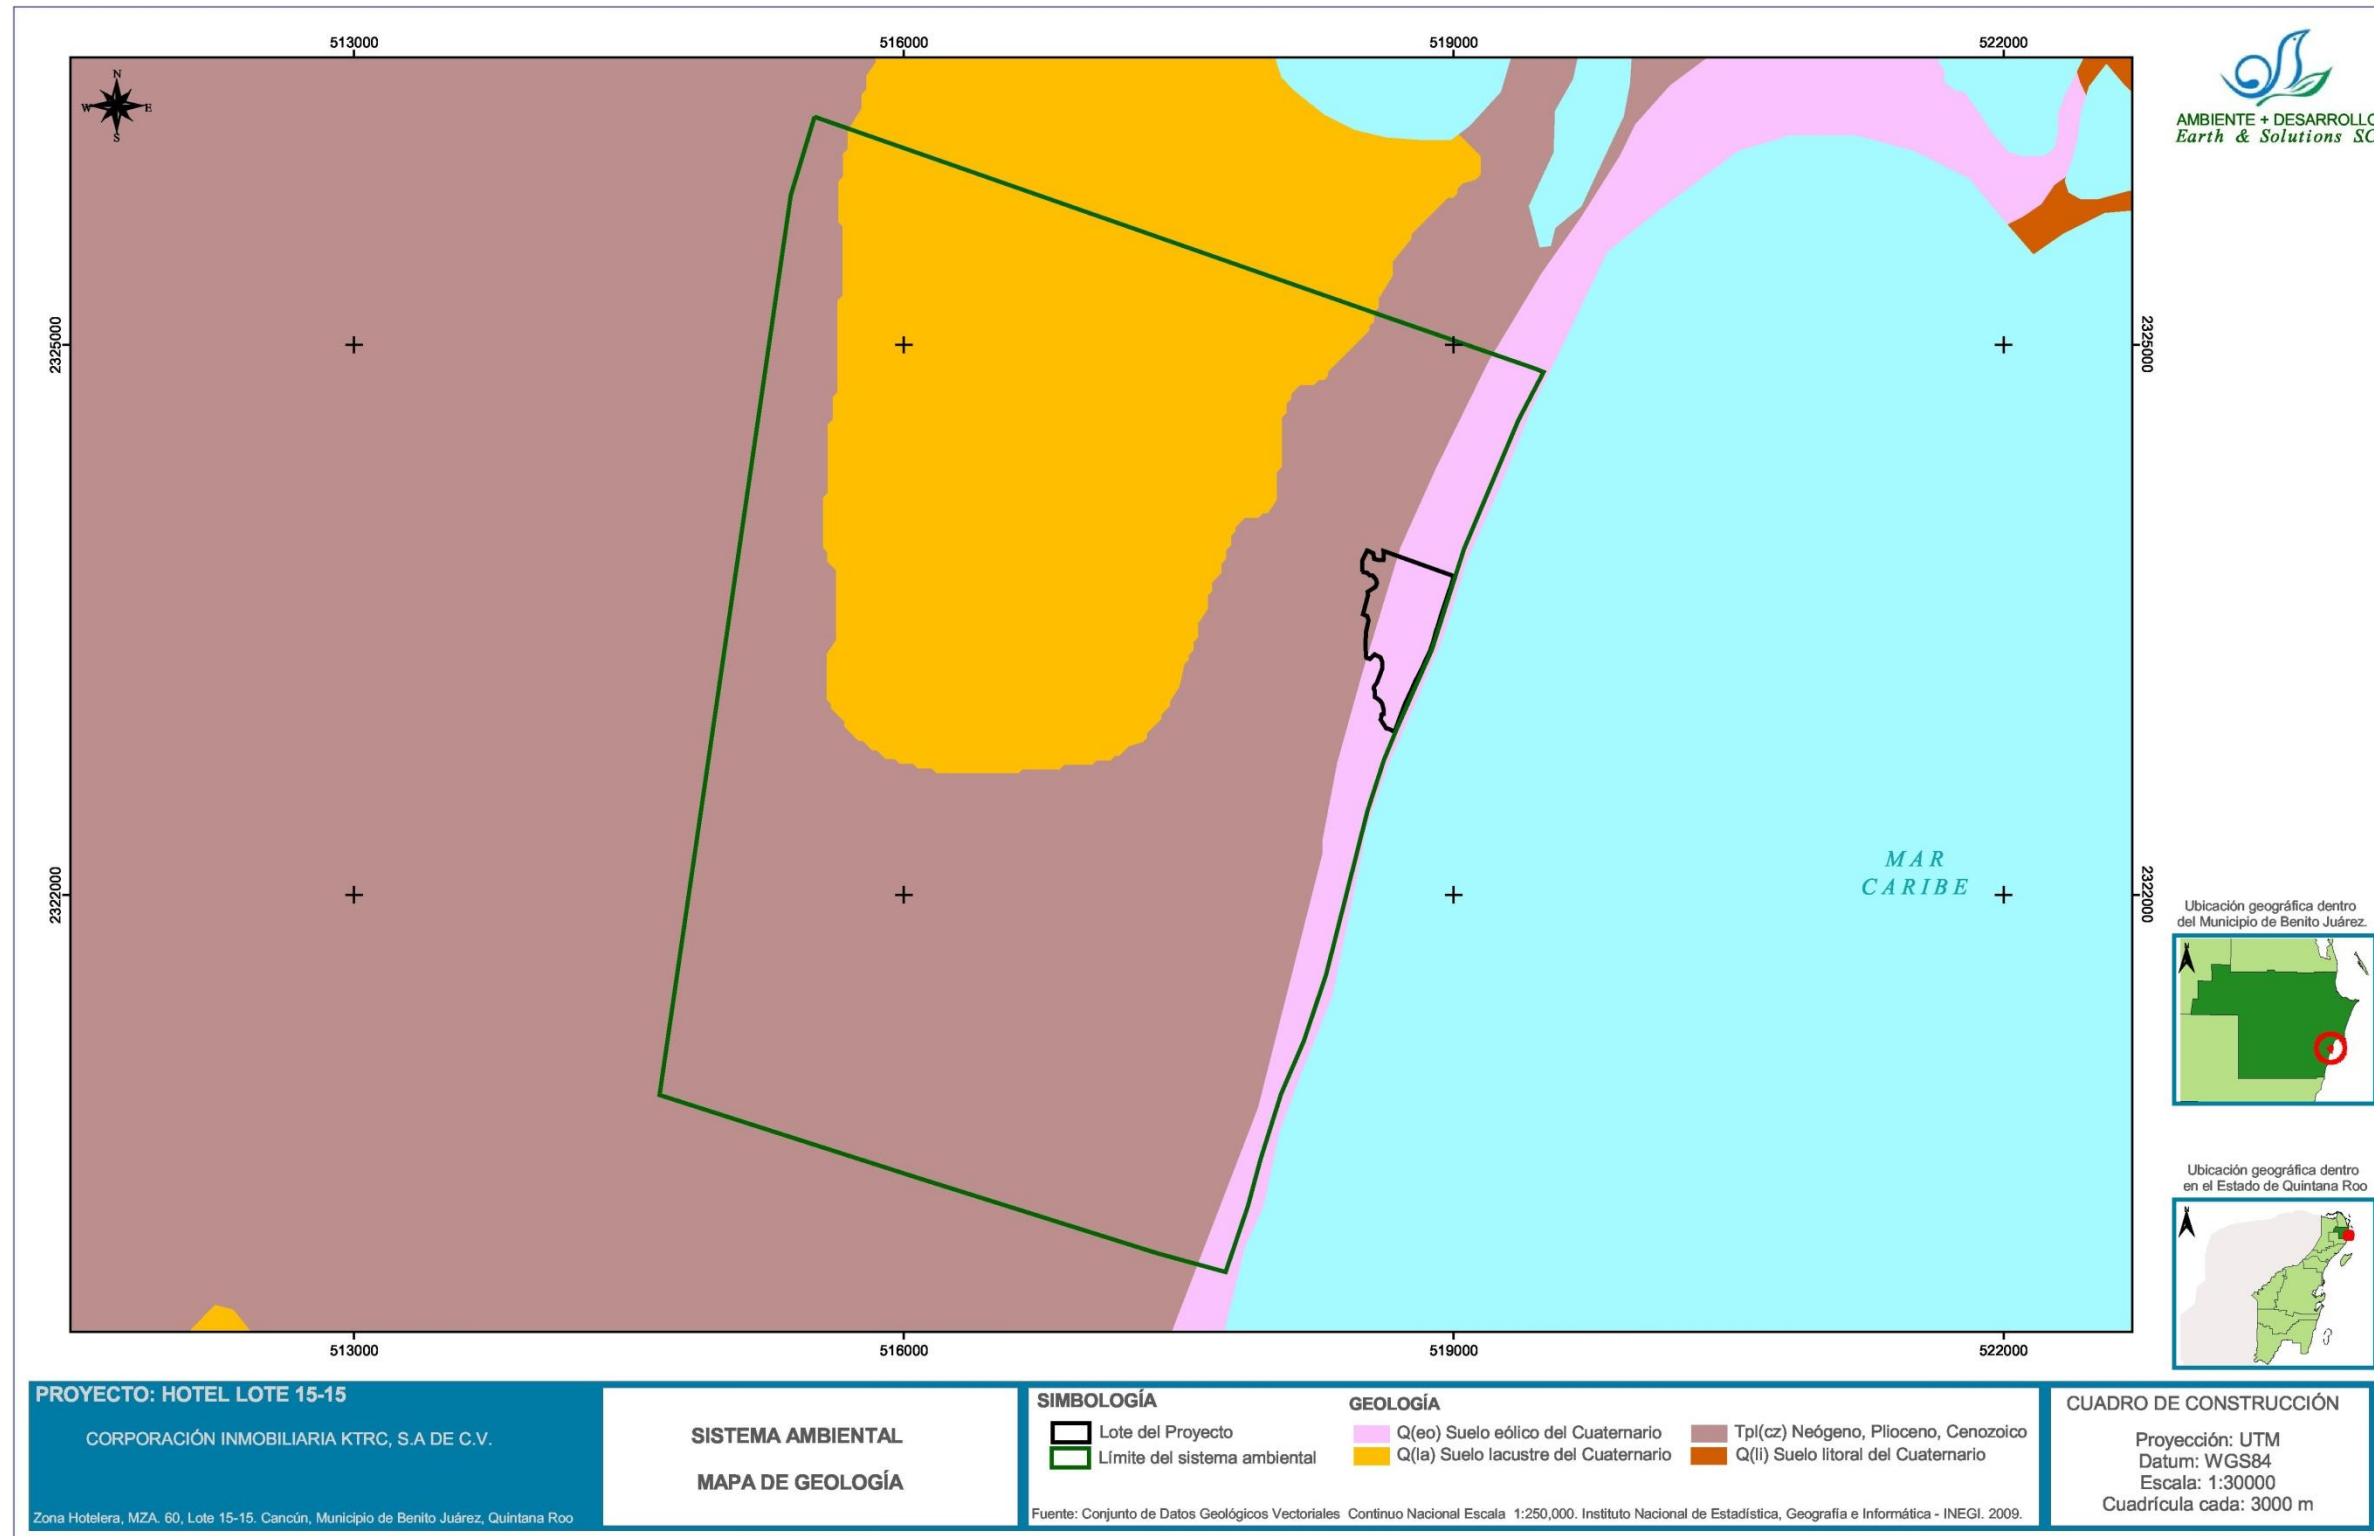 513000
516000
519000
522000
N
W
E
S
AMBIENTE + DESARROLLO
Earth & Solutions SC
2325000
2325000
MAR
CARIBE
2322000
2322000
Ubicación geográfica dentro
del Municipio de Benito Juárez.
N
Ubicación geográfica dentro
en el Estado de Quintana Roo
N
513000
516000
519000
522000
PROYECTO: HOTEL LOTE 15-15
CORPORACIÓN INMOBILIARIA KTRC, S.A DE C.V.
Zona Hotelera, MZA. 60, Lote 15-15. Cancún, Municipio de Benito Juárez, Quintana Roo
SISTEMA AMBIENTAL
MAPA DE GEOLOGÍA
SIMBOLOGÍA
Lote del Proyecto
Límite del sistema ambiental
GEOLOGÍA
Q(eo) Suelo eólico del Cuaternario
Q(la) Suelo lacustre del Cuaternario
Tpl(cz) Neógeno, Plioceno, Cenozoico
Q(li) Suelo litoral del Cuaternario
Fuente: Conjunto de Datos Geológicos Vectoriales Continuo Nacional Escala 1:250,000. Instituto Nacional de Estadística, Geografía e Informática - INEGI. 2009.
CUADRO DE CONSTRUCCIÓN
Proyección: UTM
Datum: WGS84
Escala: 1:30000
Cuadrícula cada: 3000 m